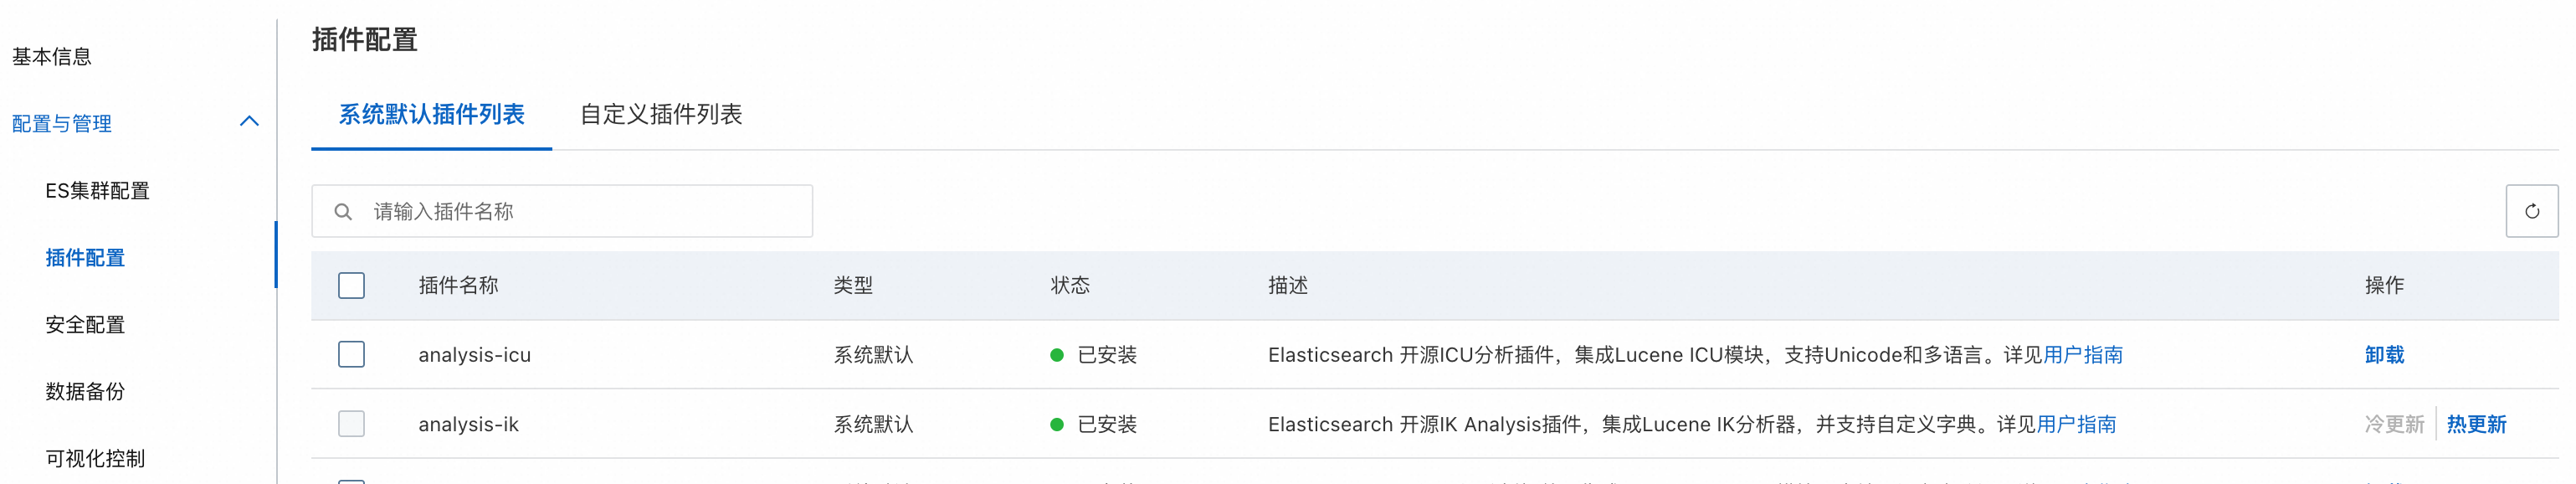 插件配置
基本信息
系统默认插件列表 自定义插件列表
配置与管理
ES集群配置
请输入插件名称
插件配置
插件名称 类型 状态 描述 操作
安全配置
analysis-icu 系统默认 已安装 Elasticsearch 开源ICU分析插件，集成Lucene ICU模块，支持Unicode和多语言。详见用户指南 卸载
数据备份
analysis-ik 系统默认 已安装 Elasticsearch 开源IK Analysis插件，集成Lucene IK分析器，并支持自定义字典。详见用户指南 冷更新 热更新
可视化控制